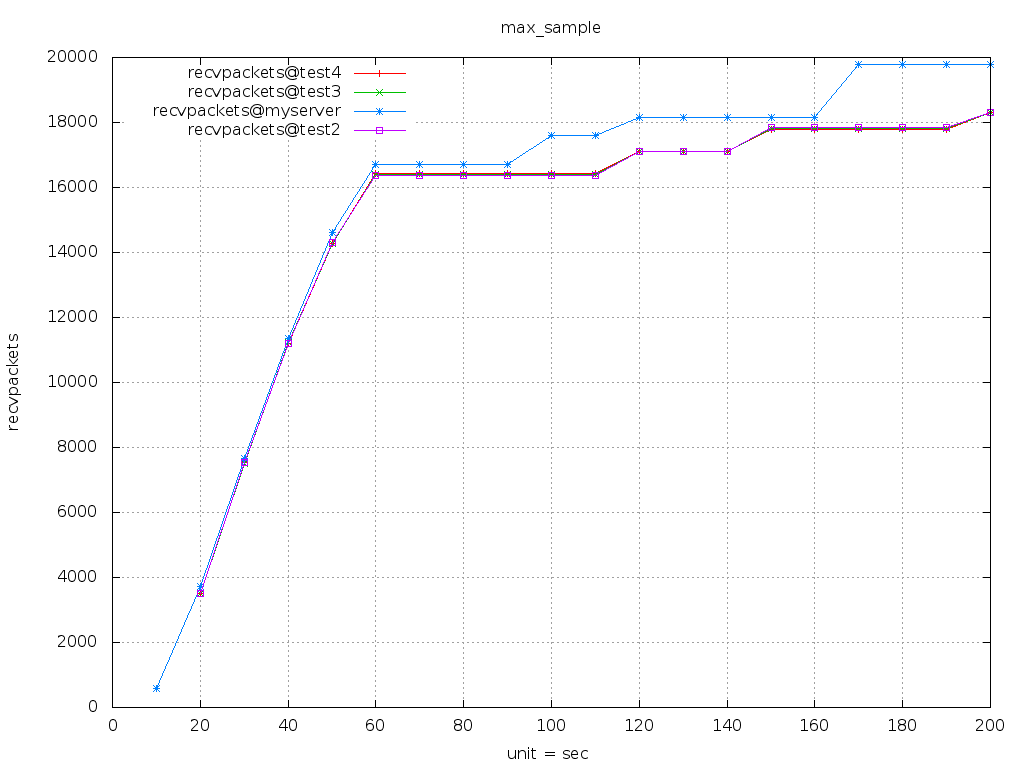 max_sample
20000
18000
16000
14000
12000
10000
8000
6000
4000
2000
0
recvpackets
recvpackets@test4
recvpackets@test3
recvpackets@myserver
recvpackets@test2
0 20 40 60 80 100 120 140 160 180 200
unit = sec